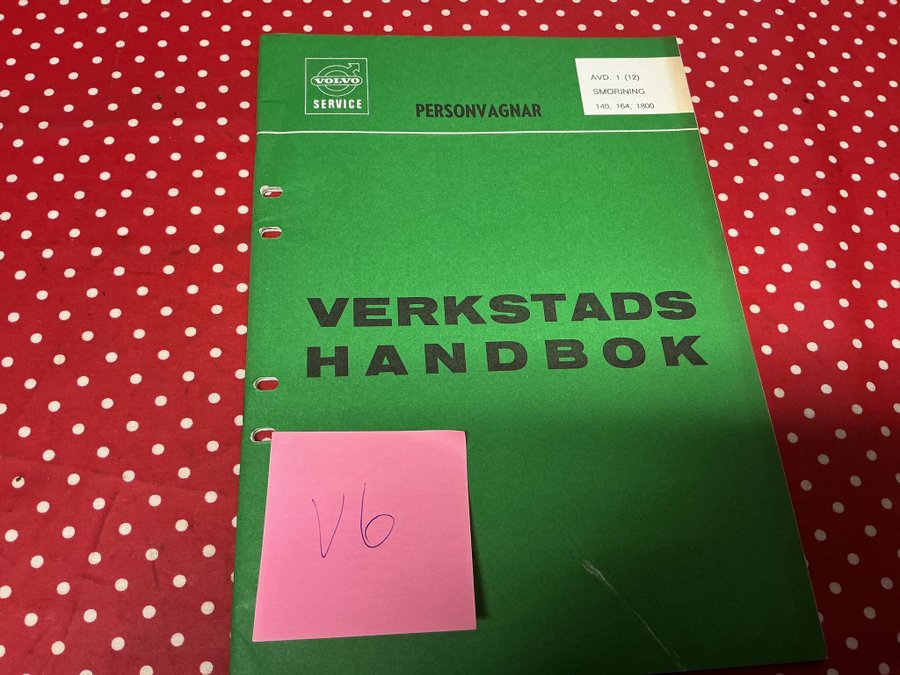 VOLVO
SERVICE
PERSONVAGNAR
AVD. 1 (12)
SMORJNING
140, 164, 1800
VERKSTADS
HANDBOK
V6